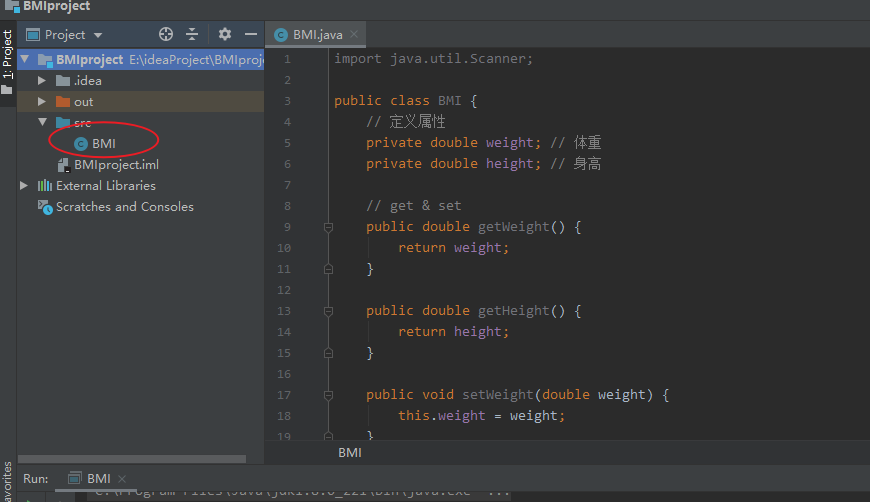 BMIproject
1: Project
Project
BMI.java
BMIproject E:\ideaProject\BMIproj
.idea
out
src
BMI
BMIproject.iml
External Libraries
Scratches and Consoles
1 import java.util.Scanner;
2
3 public class BMI {
4 // 定义属性
5 private double weight; // 体重
6 private double height; // 身高
7
8 // get & set
9 public double getWeight() {
10 return weight;
11 }
12
13 public double getHeight() {
14 return height;
15 }
16
17 public void setWeight(double weight) {
18 this.weight = weight;
19 }
BMI
avorites
Run: BMI